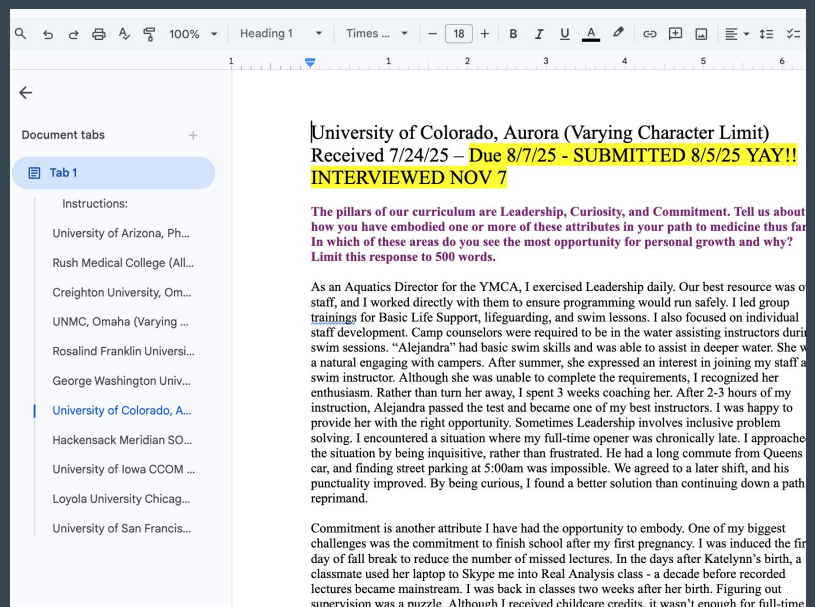 100%
Heading 1
Times ...
18
B I U A
1 1 2 3 4 5 6
Document tabs
Tab 1
Instructions:
University of Arizona, Ph...
Rush Medical College (All...
Creighton University, Om...
UNMC, Omaha (Varying ...
Rosalind Franklin Universi...
George Washington Univ...
University of Colorado, A...
Hackensack Meridian SO...
University of Iowa CCOM ...
Loyola University Chicag...
University of San Francis...
University of Colorado, Aurora (Varying Character Limit)
Received 7/24/25 – Due 8/7/25 - SUBMITTED 8/5/25 YAY!!
INTERVIEWED NOV 7
The pillars of our curriculum are Leadership, Curiosity, and Commitment. Tell us about
how you have embodied one or more of these attributes in your path to medicine thus far
In which of these areas do you see the most opportunity for personal growth and why?
Limit this response to 500 words.
As an Aquatics Director for the YMCA, I exercised Leadership daily. Our best resource was
staff, and I worked directly with them to ensure programming would run safely. I led group
trainings for Basic Life Support, lifeguarding, and swim lessons. I also focused on individual
staff development. Camp counselors were required to be in the water assisting instructors
swim sessions. “Alejandra” had basic swim skills and was able to assist in deeper water. She
a natural engaging with campers. After summer, she expressed an interest in joining my staff
swim instructor. Although she was unable to complete the requirements, I recognized her
enthusiasm. Rather than turn her away, I spent 3 weeks coaching her. After 2-3 hours of my
instruction, Alejandra passed the test and became one of my best instructors. I was happy to
provide her with the right opportunity. Sometimes Leadership involves inclusive problem
solving. I encountered a situation where my full-time opener was chronically late. I approache
the situation by being inquisitive, rather than frustrated. He had a long commute from Queens
car, and finding street parking at 5:00am was impossible. We agreed to a later shift, and his
punctuality improved. By being curious, I found a better solution than continuing down a path
reprimand.
Commitment is another attribute I have had the opportunity to embody. One of my biggest
challenges was the commitment to finish school after my first pregnancy. I was induced the
day of fall break to reduce the number of missed lectures. In the days after Katelynn’s birth, a
classmate used her laptop to Skype me into Real Analysis class - a decade before recorded
lectures became mainstream. I was back in classes two weeks after her birth. Figuring out
supervision was a puzzle. Although I received childcare credits, it wasn’t enough for full-time